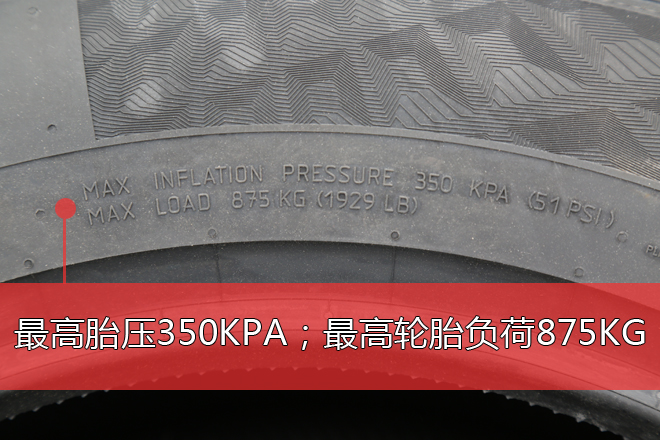 MAX INFLATION PRESSURE 350 KPA (51 PSI)
MAX LOAD 875 KG (1929 LB)
最高胎压350KPA；最高轮胎负荷875KG